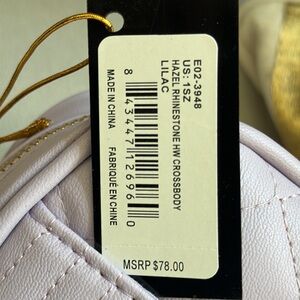 E02-3948
US: 1SZ
HAZEL RHINESTONE HW CROSSBODY
LILAC
8 43447 12696 0
MADE IN CHINA FABRIQUÉ EN CHINE
MSRP $78.00